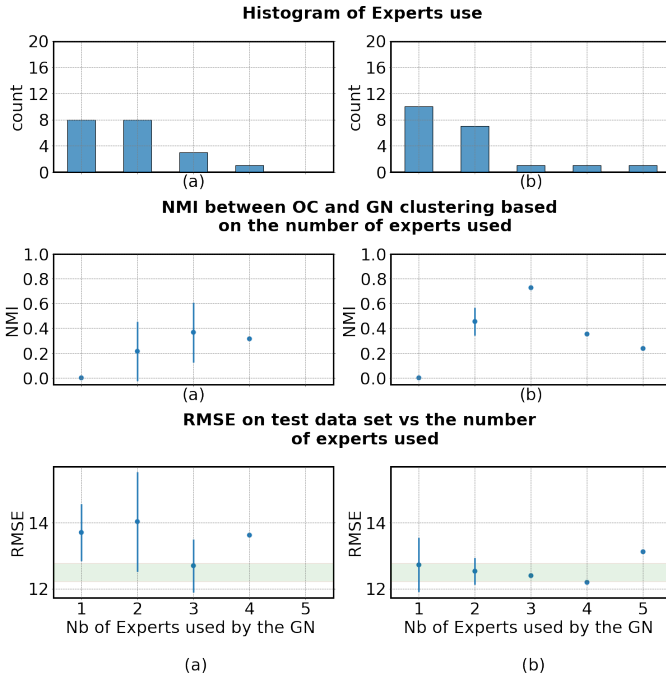 Histogram of Experts use
20
16
12
8
4
0
count
(a)
20
16
12
8
4
0
count
(b)
NMI between OC and GN clustering based
on the number of experts used
1.0
0.8
0.6
0.4
0.2
0.0
NMI
(a)
1.0
0.8
0.6
0.4
0.2
0.0
NMI
(b)
RMSE on test data set vs the number
of experts used
14
12
RMSE
1 2 3 4 5
Nb of Experts used by the GN
(a)
14
12
RMSE
1 2 3 4 5
Nb of Experts used by the GN
(b)